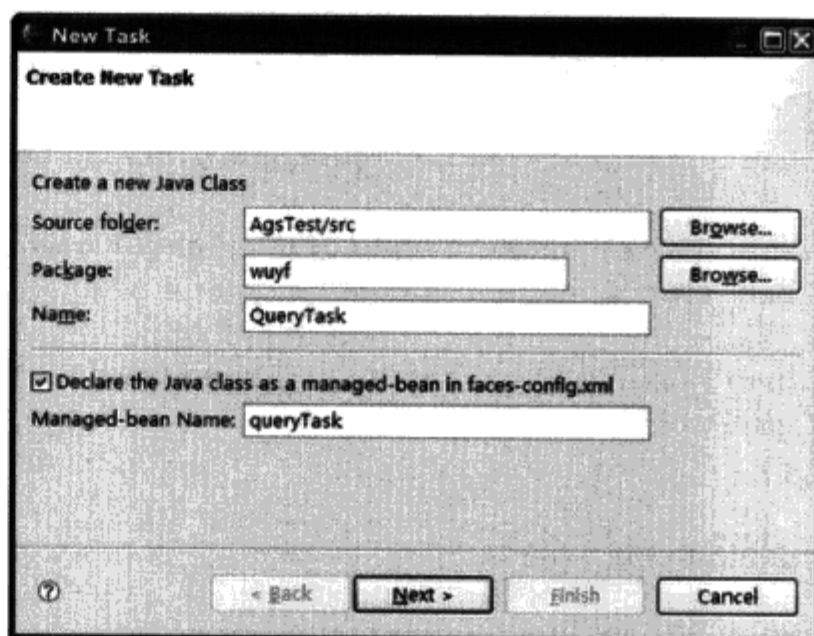 New Task
Create New Task
Create a new Java Class
Source folder: AgsTest/src Browse...
Package: wuyf Browse...
Name: QueryTask
Declare the Java class as a managed-bean in faces-config.xml
Managed-bean Name: queryTask
? < Back Next > Finish Cancel